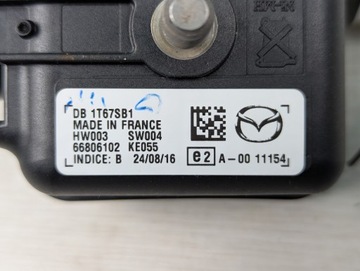 DB 1T67SB1
MADE IN FRANCE
HW003 SW004
66806102 KE055
INDICE: B 24/08/16
e2 A-00 11154